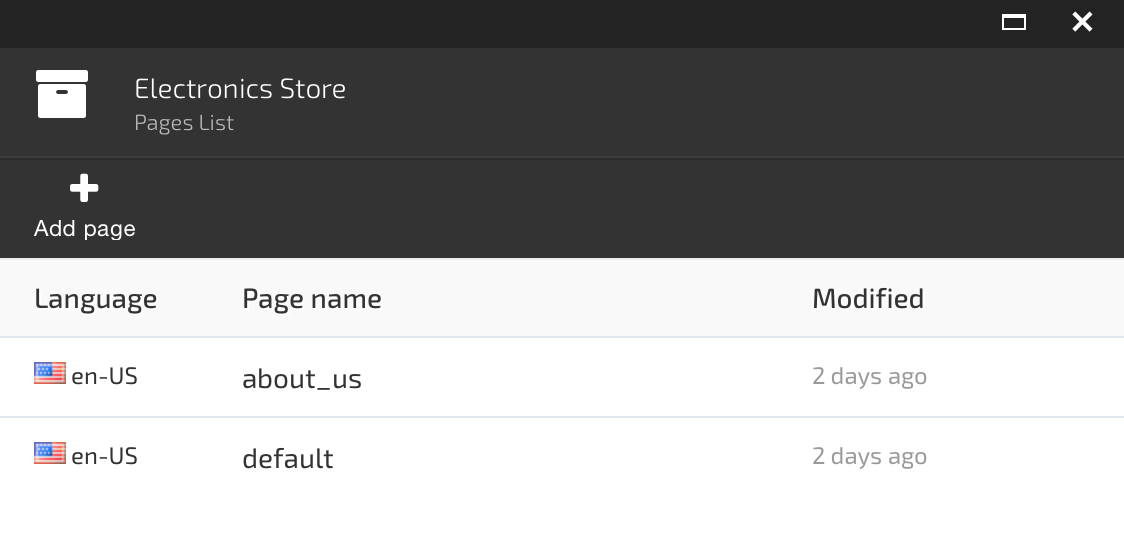 Electronics Store
Pages List
Add page
Language Page name Modified
en-US about_us 2 days ago
en-US default 2 days ago